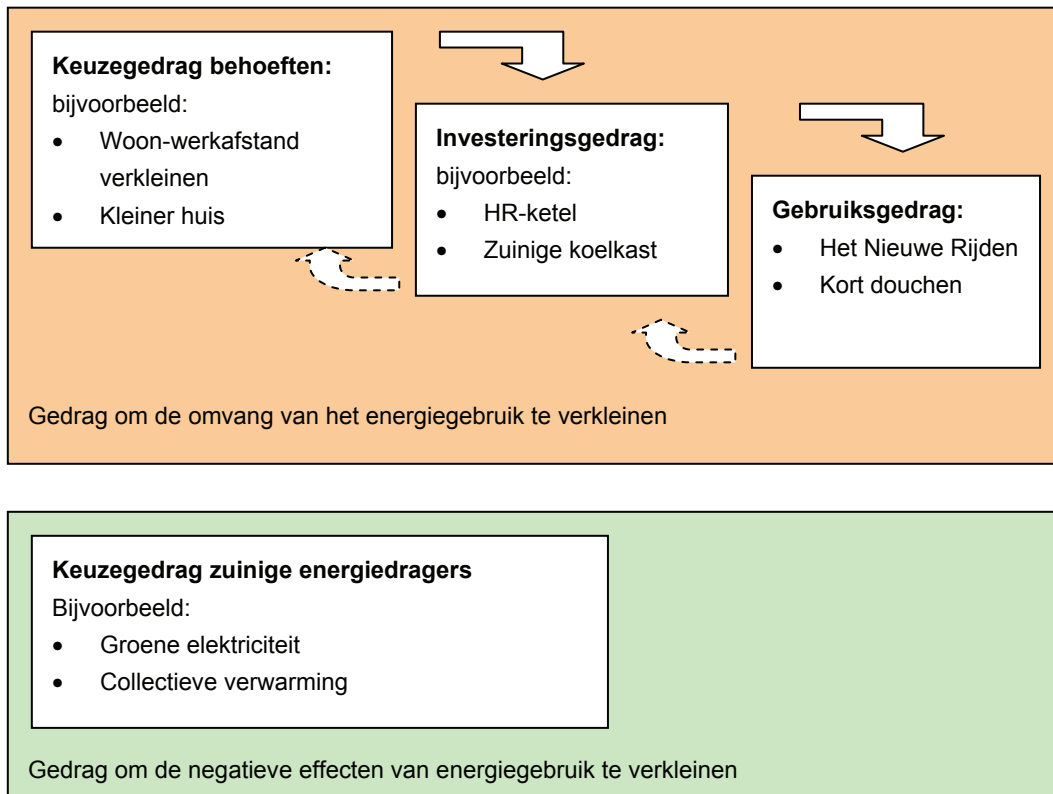 Keuzegedrag behoeften:
bijvoorbeeld:
• Woon-werkafstand
verkleinen
• Kleiner huis
Investeringsgedrag:
bijvoorbeeld:
• HR-ketel
• Zuinige koelkast
Gebruiksgedrag:
• Het Nieuwe Rijden
• Kort douchen
Gedrag om de omvang van het energiegebruik te verkleinen
Keuzegedrag zuinige energiedragers
Bijvoorbeeld:
• Groene elektriciteit
• Collectieve verwarming
Gedrag om de negatieve effecten van energiegebruik te verkleinen